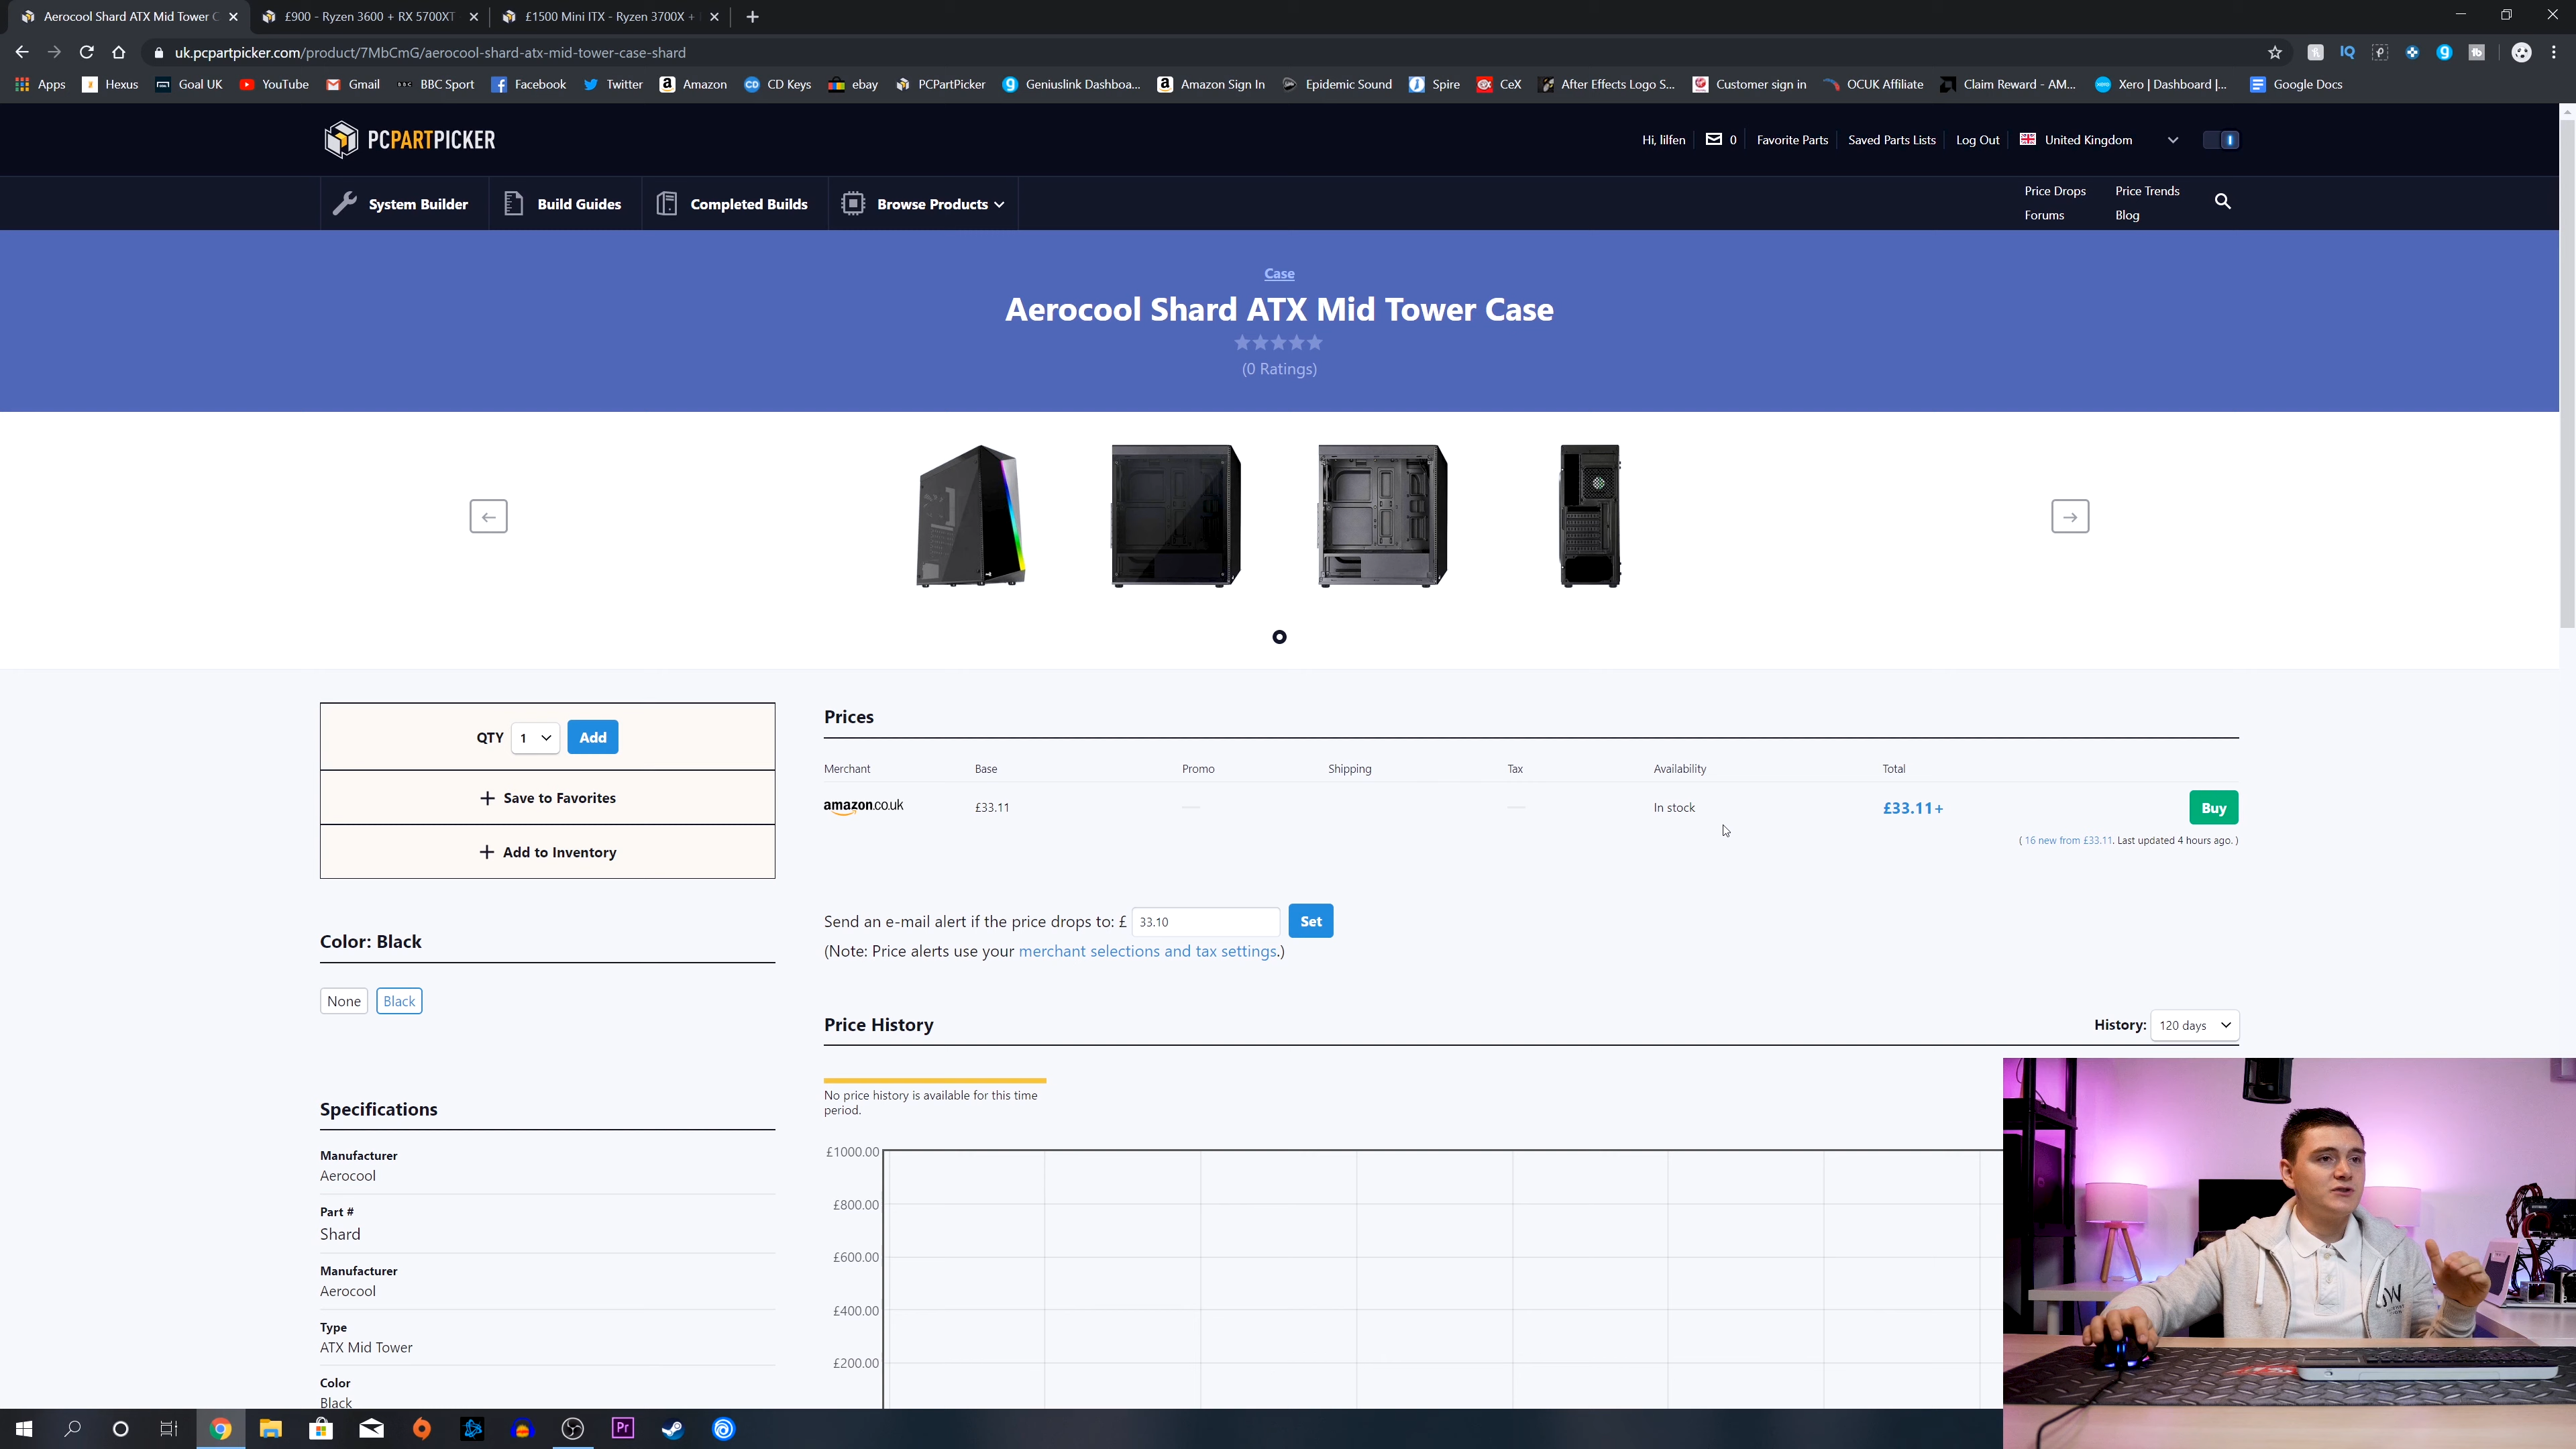 Aerocool Shard ATX Mid Tower C
£900 - Ryzen 3600 + RX 5700XT
£1500 Mini ITX - Ryzen 3700X +
uk.pcpartpicker.com/product/7MbCmG/aerocool-shard-atx-mid-tower-case-shard
Apps Hexus Goal UK YouTube Gmail BBC Sport Facebook Twitter Amazon CD Keys ebay PCPartPicker Geniuslink Dashboa... Amazon Sign In Epidemic Sound Spire CeX After Effects Logo S... Customer sign in OCUK Affiliate Claim Reward - AM... Xero | Dashboard |... Google Docs
PCPARTPICKER
Hi, lilfen 0 Favorite Parts Saved Parts Lists Log Out United Kingdom
System Builder Build Guides Completed Builds Browse Products
Price Drops Price Trends
Forums Blog
Case
Aerocool Shard ATX Mid Tower Case
(0 Ratings)
QTY 1 Add
+ Save to Favorites
+ Add to Inventory
Color: Black
None Black
Specifications
Manufacturer
Aerocool
Part #
Shard
Manufacturer
Aerocool
Type
ATX Mid Tower
Color
Black
Prices
Merchant Base Promo Shipping Tax Availability Total
amazon.co.uk £33.11 — — In stock £33.11+ Buy
( 16 new from £33.11. Last updated 4 hours ago. )
Send an e-mail alert if the price drops to: £ 33.10 Set
(Note: Price alerts use your merchant selections and tax settings.)
Price History
History: 120 days
No price history is available for this time
period.
£1000.00
£800.00
£600.00
£400.00
£200.00
Pr